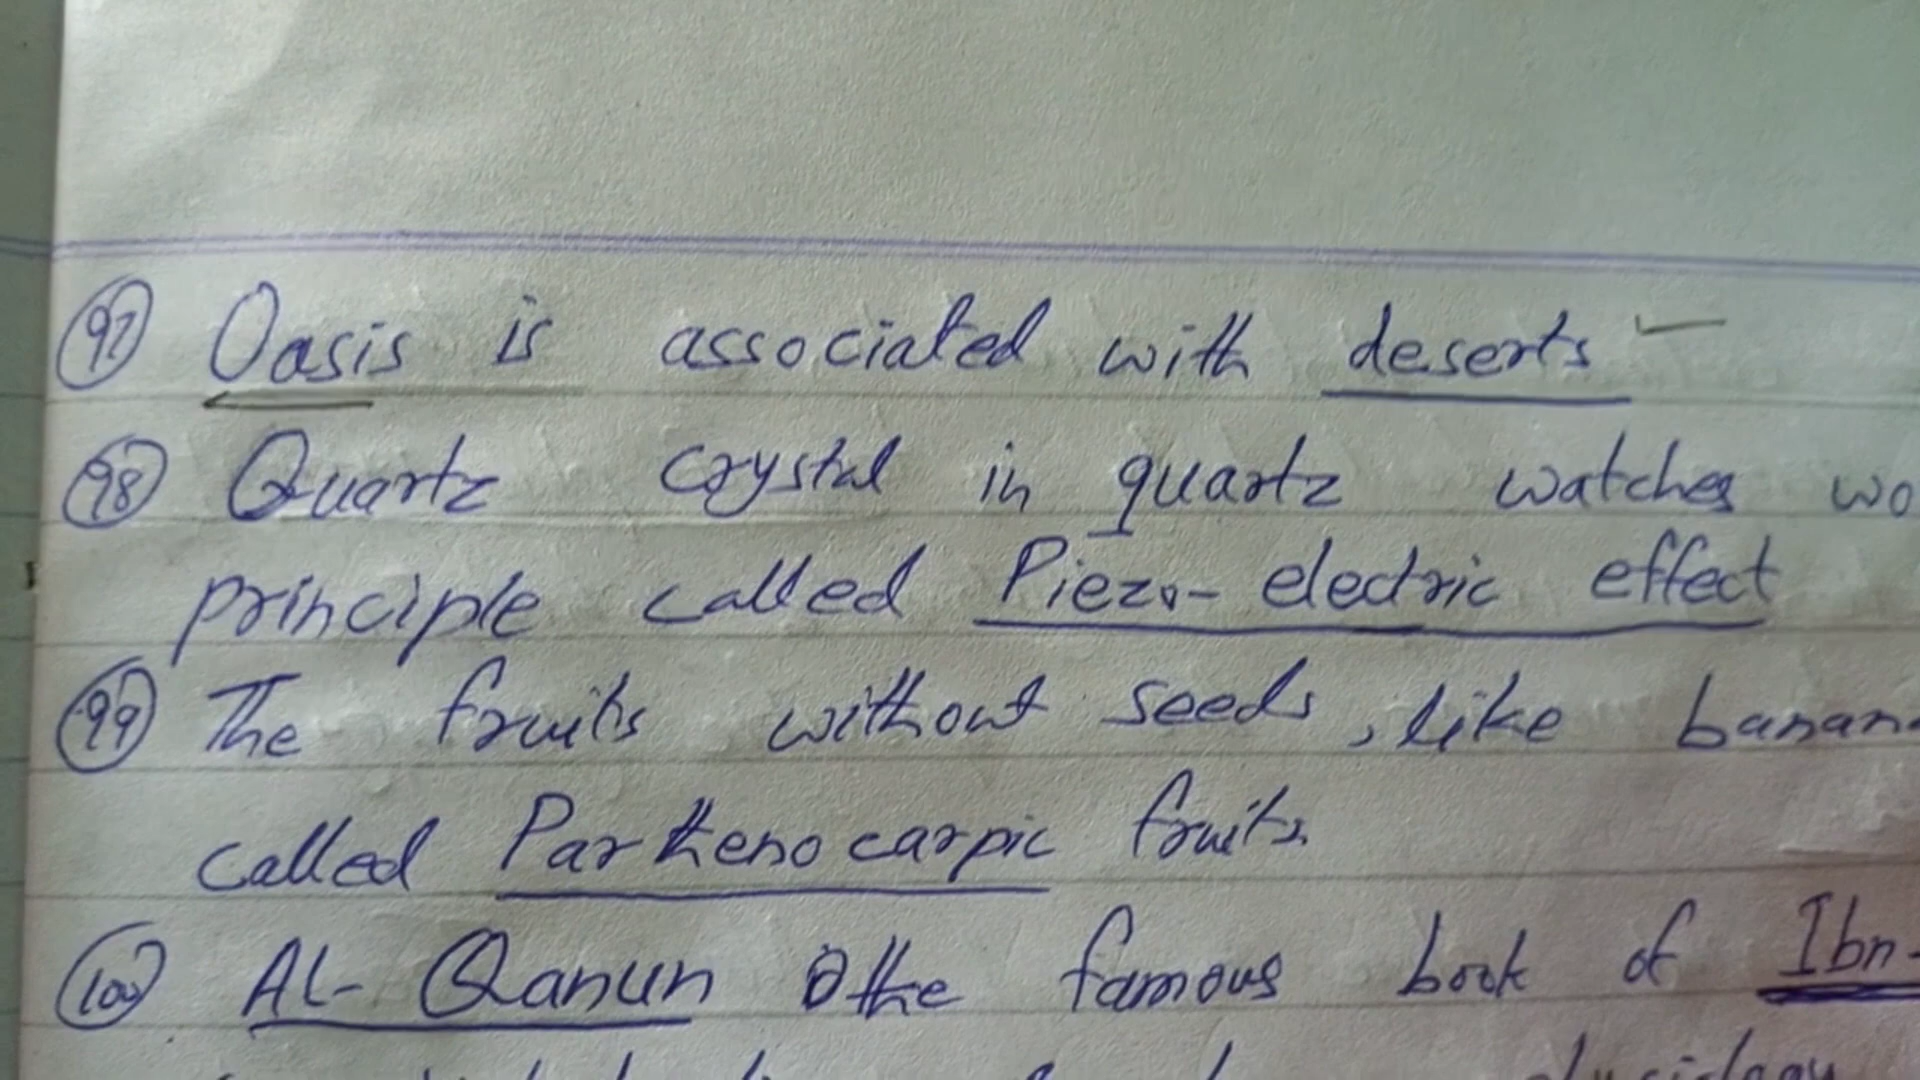 97 Oasis is associated with deserts
98 Quartz crystal in quartz watches wo
principle called Piezo-electric effect
99 The fruits without seeds, like banan
called Parthenocarpic fruits
100 AL-Qanun the famous book of Ibn-